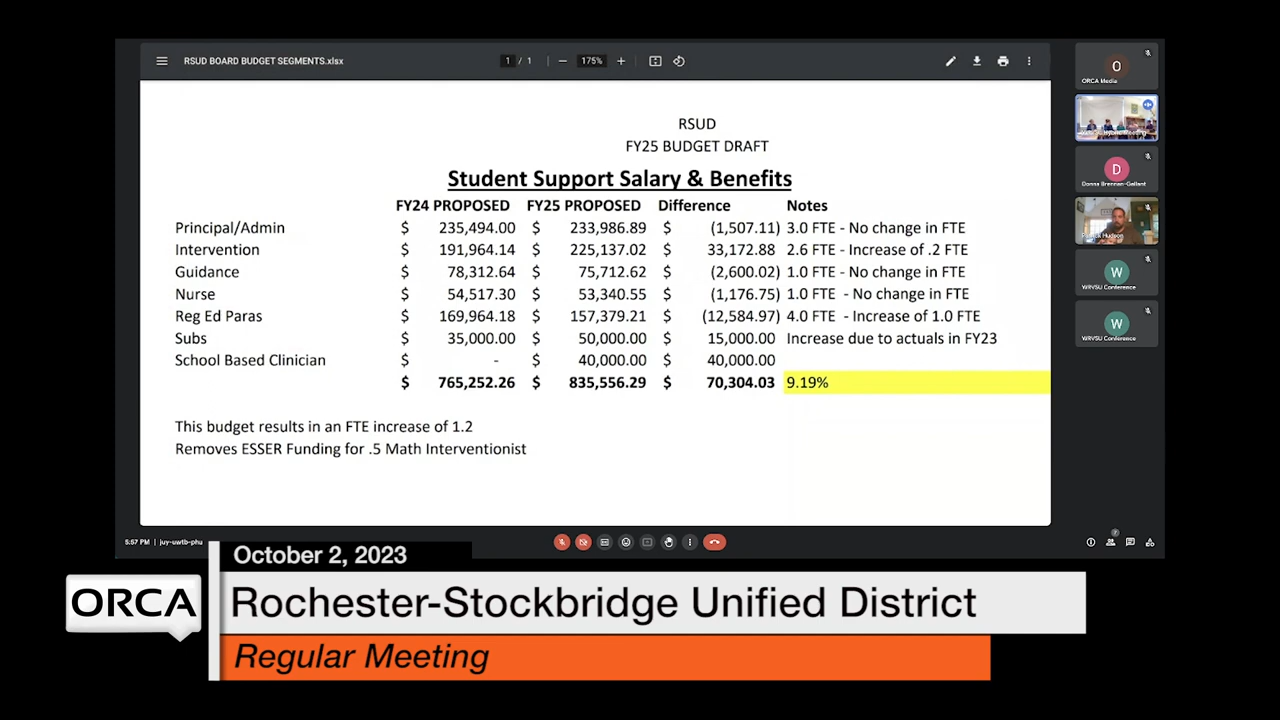 RSUD BOARD BUDGET SEGMENTS.xlsx
1 / 1
175%
RSUD
FY25 BUDGET DRAFT
Student Support Salary & Benefits
FY24 PROPOSED FY25 PROPOSED Difference Notes
Principal/Admin $ 235,494.00 $ 233,986.89 $ (1,507.11) 3.0 FTE - No change in FTE
Intervention $ 191,964.14 $ 225,137.02 $ 33,172.88 2.6 FTE - Increase of .2 FTE
Guidance $ 78,312.64 $ 75,712.62 $ (2,600.02) 1.0 FTE - No change in FTE
Nurse $ 54,517.30 $ 53,340.55 $ (1,176.75) 1.0 FTE - No change in FTE
Reg Ed Paras $ 169,964.18 $ 157,379.21 $ (12,584.97) 4.0 FTE - Increase of 1.0 FTE
Subs $ 35,000.00 $ 50,000.00 $ 15,000.00 Increase due to actuals in FY23
School Based Clinician $ - $ 40,000.00 $ 40,000.00
$ 765,252.26 $ 835,556.29 $ 70,304.03 9.19%
This budget results in an FTE increase of 1.2
Removes ESSER Funding for .5 Math Interventionist
O
ORCA Media
D
Donna Brennan-Gallant
W
WRVSU Conference
W
WRVSU Conference
5:57 PM | juy-uwtb-phu
7
October 2, 2023
ORCA
Rochester-Stockbridge Unified District
Regular Meeting